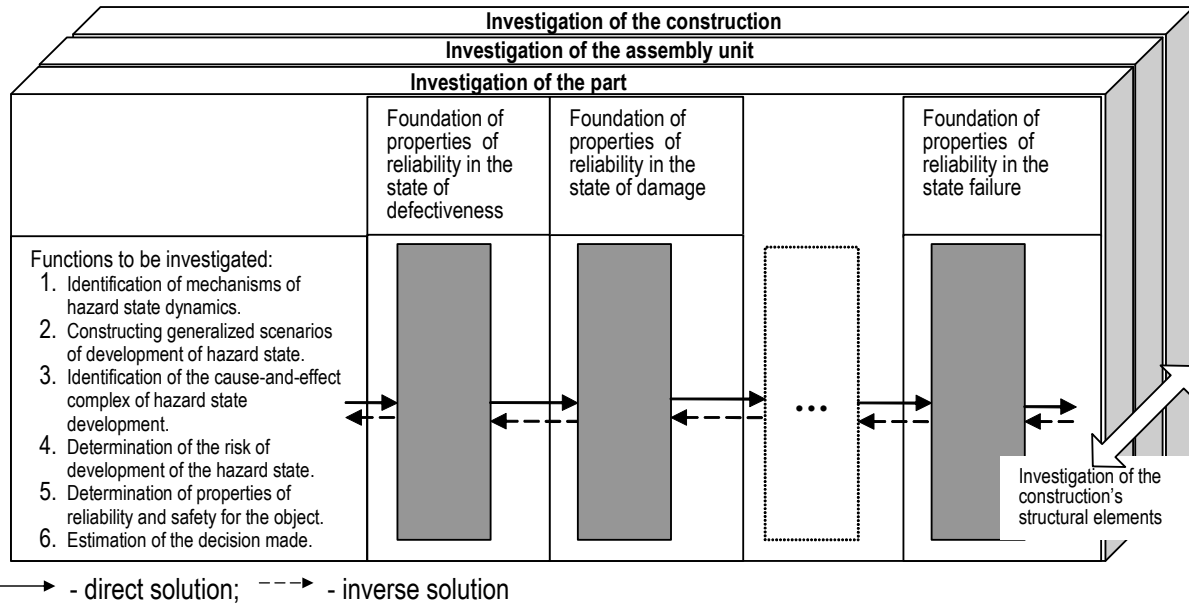 Investigation of the construction
Investigation of the assembly unit
Investigation of the part
Foundation of
properties of
reliability in the
state of
defectiveness
Foundation of
properties of
reliability in the
state of damage
Foundation of
properties of
reliability in the
state failure
Functions to be investigated:
1. Identification of mechanisms of
hazard state dynamics.
2. Constructing generalized scenarios
of development of hazard state.
3. Identification of the cause-and-effect
complex of hazard state
development.
4. Determination of the risk of
development of the hazard state.
5. Determination of properties of
reliability and safety for the object.
6. Estimation of the decision made.
...
Investigation of the
construction's
structural elements
- direct solution; - inverse solution